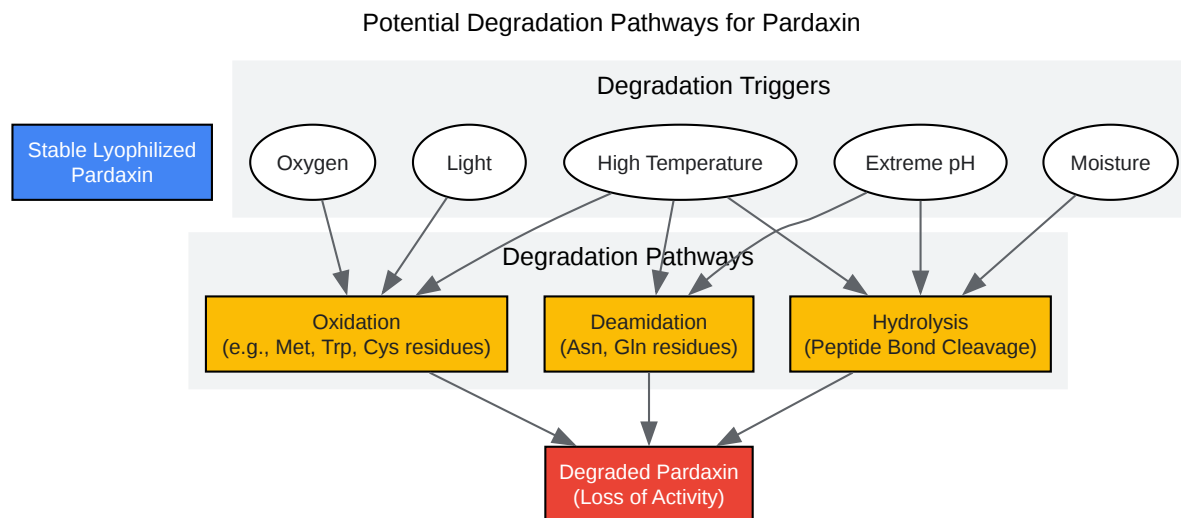 Potential Degradation Pathways for Pardaxin
Degradation Triggers
Stable Lyophilized
Pardaxin
Oxygen
Light
High Temperature
Extreme pH
Moisture
Degradation Pathways
Oxidation
(e.g., Met, Trp, Cys residues)
Deamidation
(Asn, Gln residues)
Hydrolysis
(Peptide Bond Cleavage)
Degraded Pardaxin
(Loss of Activity)